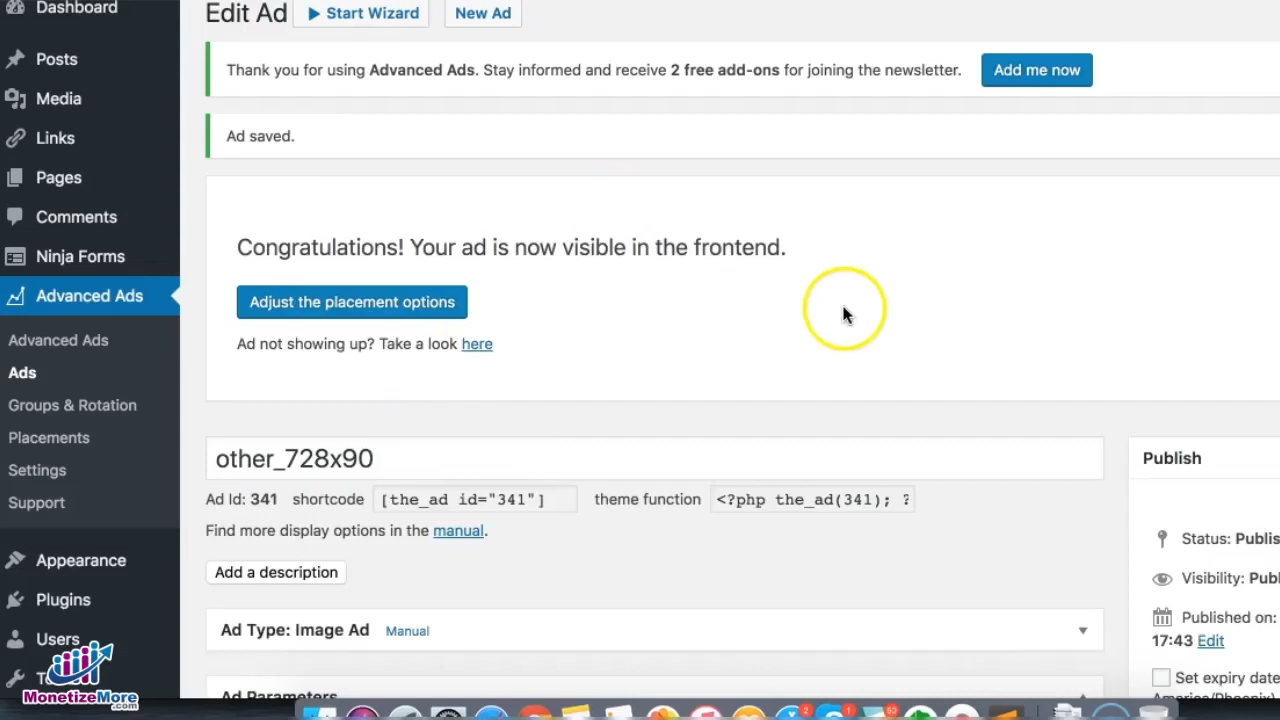 Dashboard
Posts
Media
Links
Pages
Comments
Ninja Forms
Advanced Ads
Advanced Ads
Ads
Groups & Rotation
Placements
Settings
Support
Appearance
Plugins
Users
MonetizeMore
.com
Edit Ad Start Wizard New Ad
Thank you for using Advanced Ads. Stay informed and receive 2 free add-ons for joining the newsletter. Add me now
Ad saved.
Congratulations! Your ad is now visible in the frontend.
Adjust the placement options
Ad not showing up? Take a look here
other_728x90
Ad Id: 341 shortcode [the_ad id="341"] theme function <?php the_ad(341); ?
Find more display options in the manual.
Add a description
Ad Type: Image Ad Manual
Ad Parameters
Publish
Status: Publis
Visibility: Publ
Published on:
17:43 Edit
Set expiry date